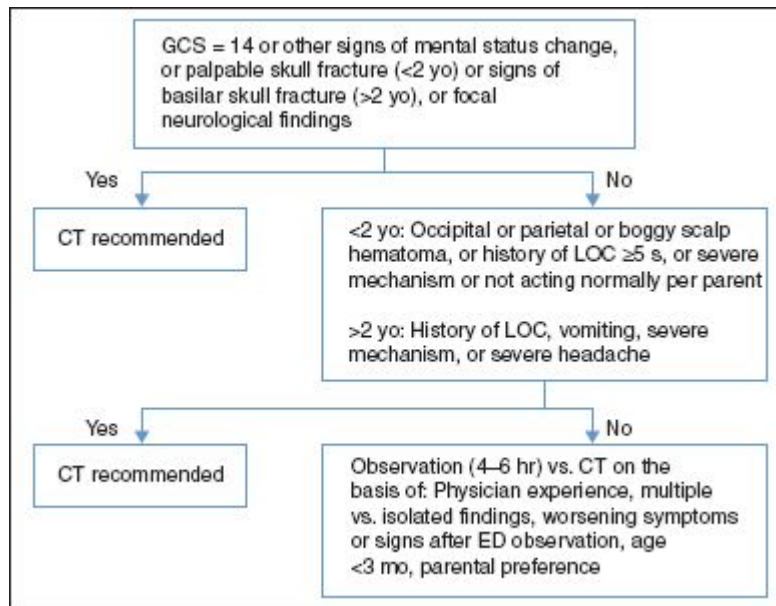 GCS = 14 or other signs of mental status change,
or palpable skull fracture (<2 yo) or signs of
basilar skull fracture (>2 yo), or focal
neurological findings
Yes
No
CT recommended
<2 yo: Occipital or parietal or boggy scalp
hematoma, or history of LOC ≥5 s, or severe
mechanism or not acting normally per parent
>2 yo: History of LOC, vomiting, severe
mechanism, or severe headache
Yes
No
CT recommended
Observation (4–6 hr) vs. CT on the
basis of: Physician experience, multiple
vs. isolated findings, worsening symptoms
or signs after ED observation, age
<3 mo, parental preference